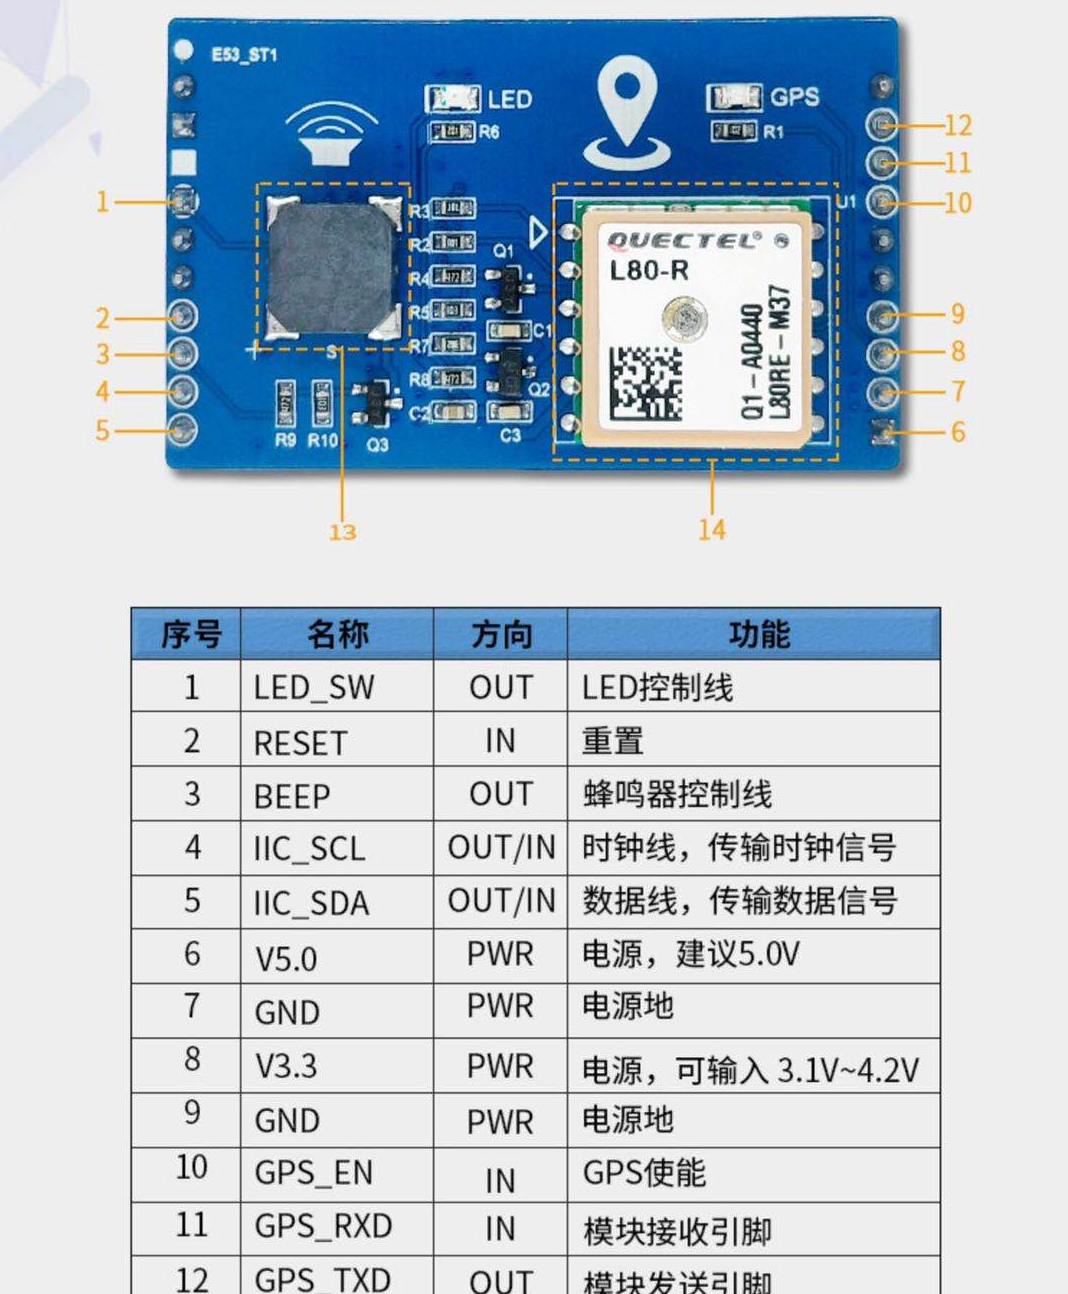 E53_ST1
LED
GPS
R6
R1
12
11
1
10
R3
U1
R2
Q1
QUECTEL®
L80-R
R4
2
R5
C1
9
Q1-A0440
L80RE-M37
3
R7
S
8
4
R8
Q2
7
C2
5
R9
R10
Q3
C3
6
13
14
序号 名称 方向 功能
1 LED_SW OUT LED控制线
2 RESET IN 重置
3 BEEP OUT 蜂鸣器控制线
4 IIC_SCL OUT/IN 时钟线，传输时钟信号
5 IIC_SDA OUT/IN 数据线，传输数据信号
6 V5.0 PWR 电源，建议5.0V
7 GND PWR 电源地
8 V3.3 PWR 电源，可输入 3.1V~4.2V
9 GND PWR 电源地
10 GPS_EN IN GPS使能
11 GPS_RXD IN 模块接收引脚
12 GPS_TXD OUT 模块发送引脚